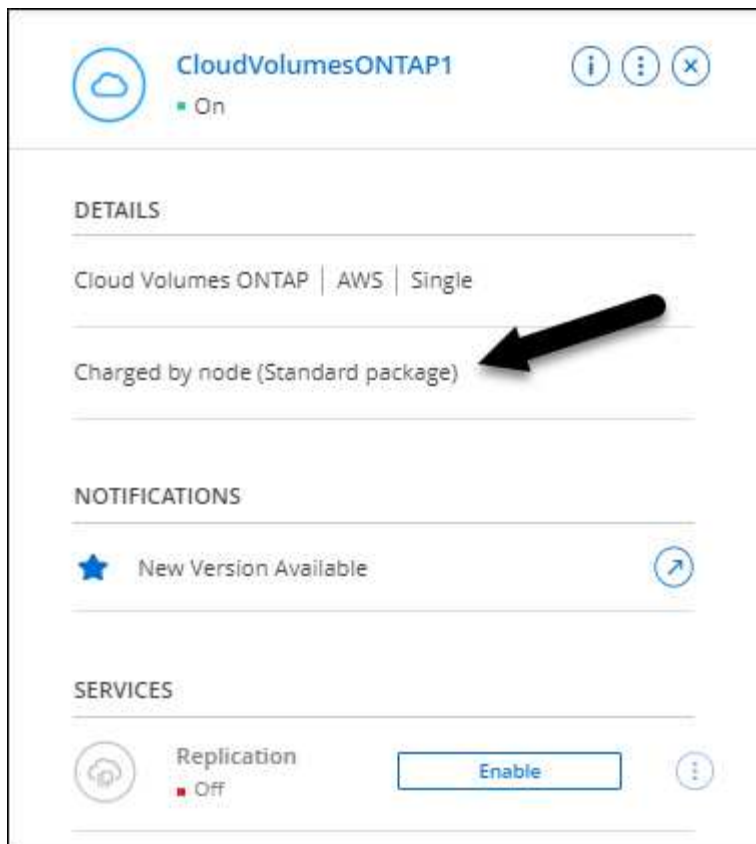 CloudVolumesONTAP1
On
DETAILS
Cloud Volumes ONTAP | AWS | Single
Charged by node (Standard package)
NOTIFICATIONS
New Version Available
SERVICES
Replication
Enable
Off